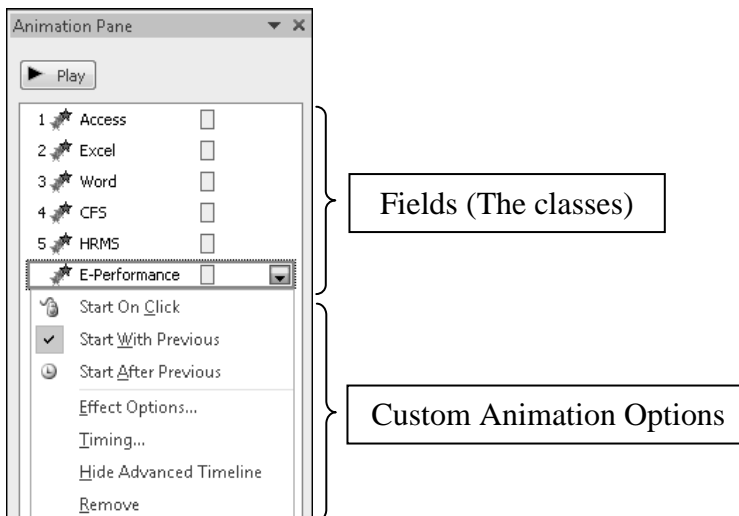 Animation Pane
Play
1 Access
2 Excel
3 Word
4 CFS
5 HRMS
E-Performance
Start On Click
Start With Previous
Start After Previous
Effect Options...
Timing...
Hide Advanced Timeline
Remove
Fields (The classes)
Custom Animation Options